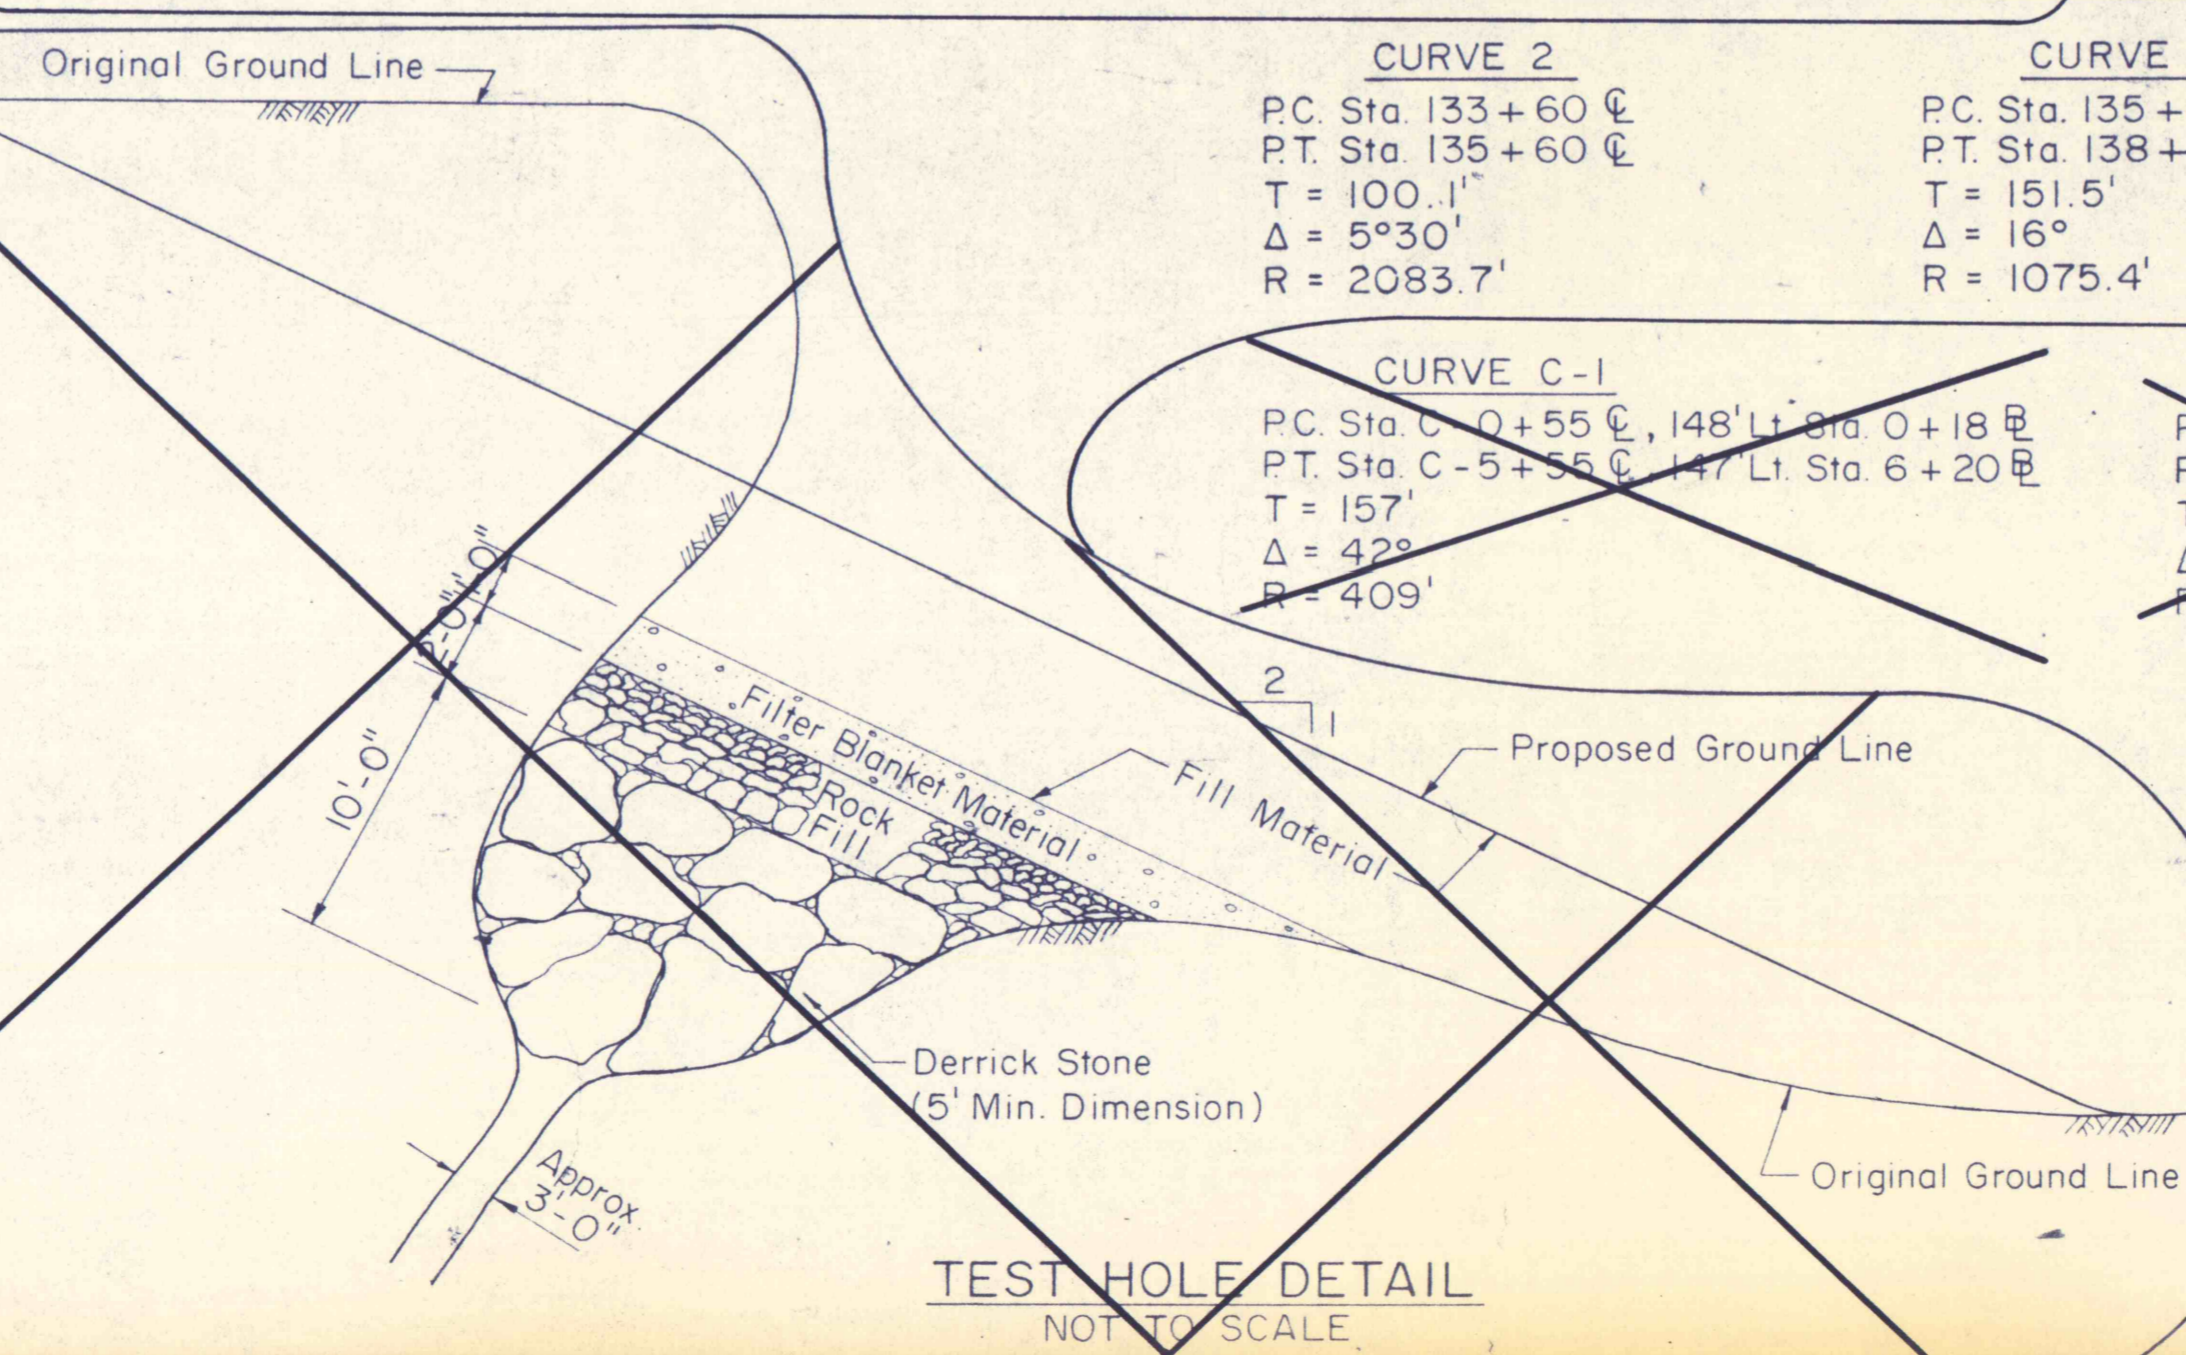 Original Ground Line
CURVE 2
P.C. Sta. 133 + 60 ℄
P.T. Sta. 135 + 60 ℄
T = 100.1'
Δ = 5°30'
R = 2083.7'
CURVE
P.C. Sta. 135 +
P.T. Sta. 138 +
T = 151.5'
Δ = 16°
R = 1075.4'
CURVE C-1
P.C. Sta. C-0+55 ℄, 148' Lt. Sta. 0+18 BL
P.T. Sta. C-5+55 ℄, 147' Lt. Sta. 6+20 BL
T = 157'
Δ = 42°
R = 409'
1'-0"
10'-0"
2
1
Filter Blanket Material
Rock
Fill
Fill Material
Proposed Ground Line
Derrick Stone
(5' Min. Dimension)
Approx.
3'-0"
Original Ground Line
TEST HOLE DETAIL
NOT TO SCALE